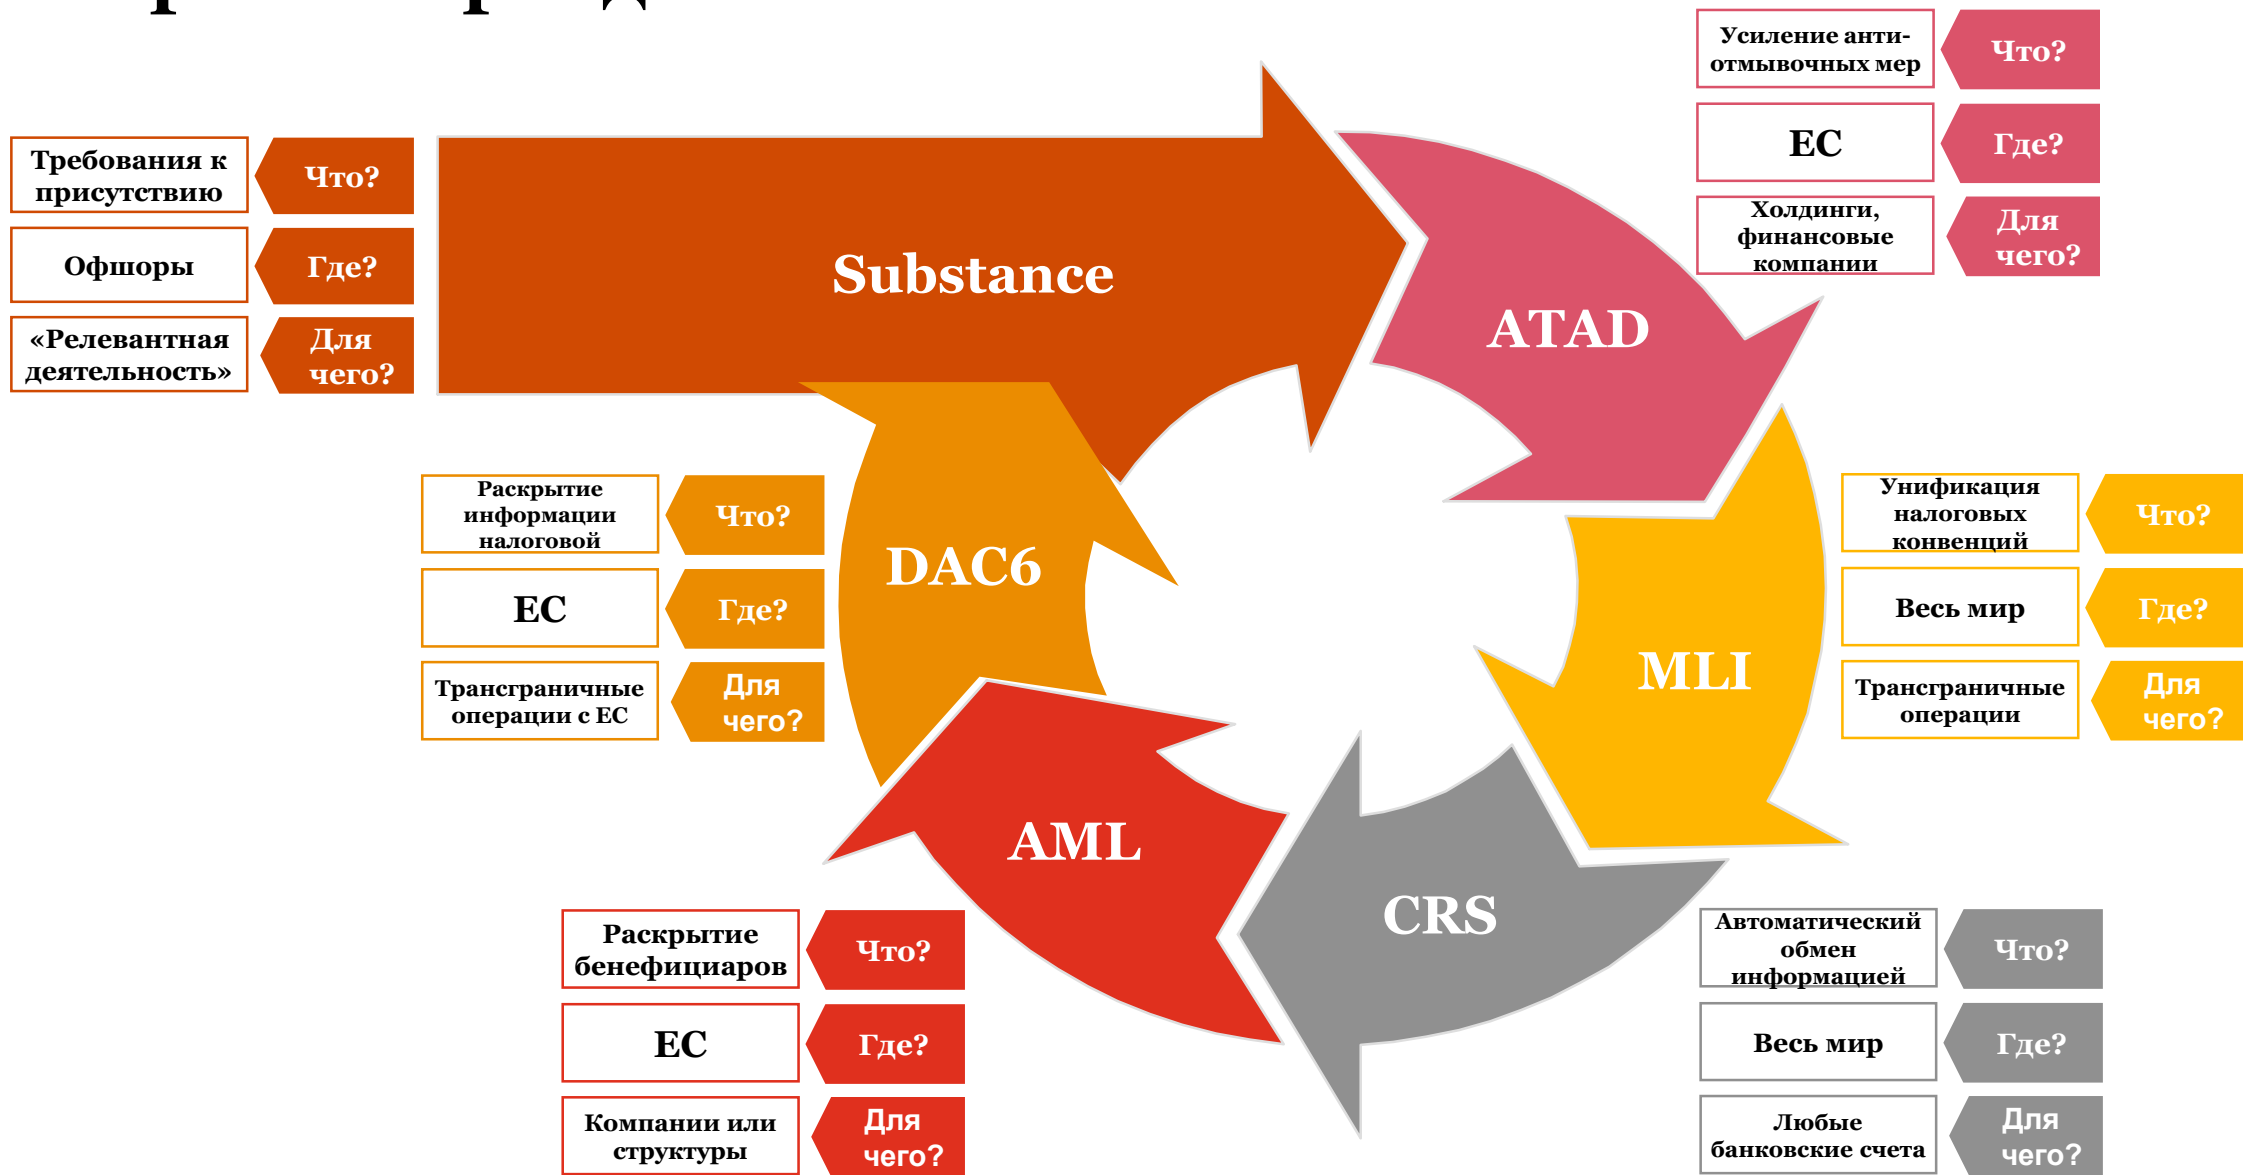 Усиление анти-
отмывочных мер
Что?
ЕС
Где?
Холдинги,
финансовые
компании
Для
чего?
Требования к
присутствию
Что?
Офшоры
Где?
«Релевантная
деятельность»
Для
чего?
Substance
ATAD
Раскрытие
информации
налоговой
Что?
ЕС
Где?
Трансграничные
операции с ЕС
Для
чего?
DAC6
Унификация
налоговых
конвенций
Что?
Весь мир
Где?
Трансграничные
операции
Для
чего?
MLI
AML
CRS
Раскрытие
бенефициаров
Что?
ЕС
Где?
Компании или
структуры
Для
чего?
Автоматический
обмен
информацией
Что?
Весь мир
Где?
Любые
банковские счета
Для
чего?